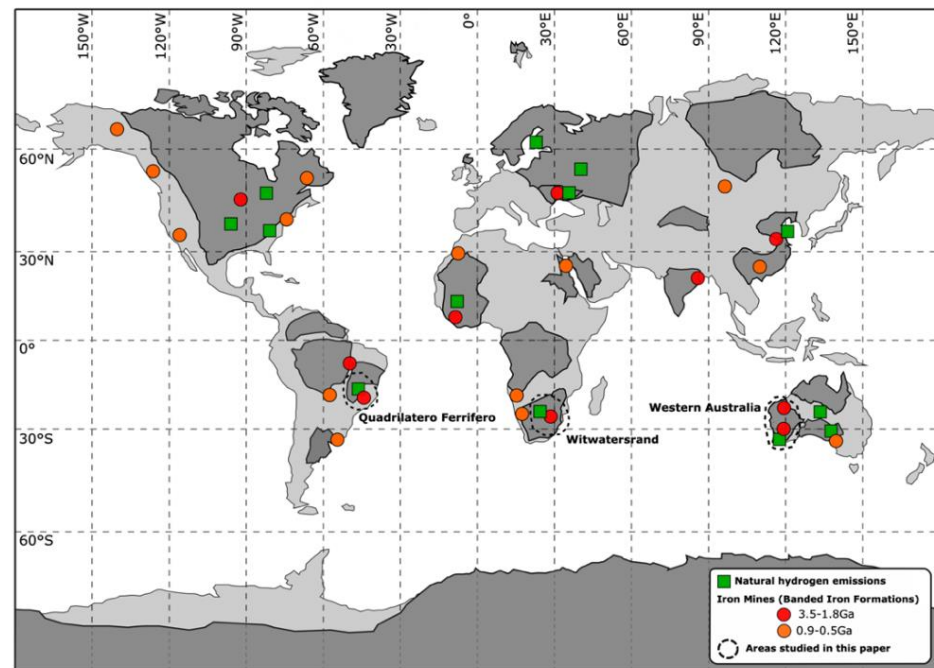 150°W
120°W
90°W
60°W
30°W
0°
30°E
60°E
90°E
120°E
150°E
60°N
30°N
0°
30°S
60°S
Quadrilatero Ferrifero
Witwatersrand
Western Australia
Natural hydrogen emissions
Iron Mines (Banded Iron Formations)
3.5-1.8Ga
0.9-0.5Ga
Areas studied in this paper